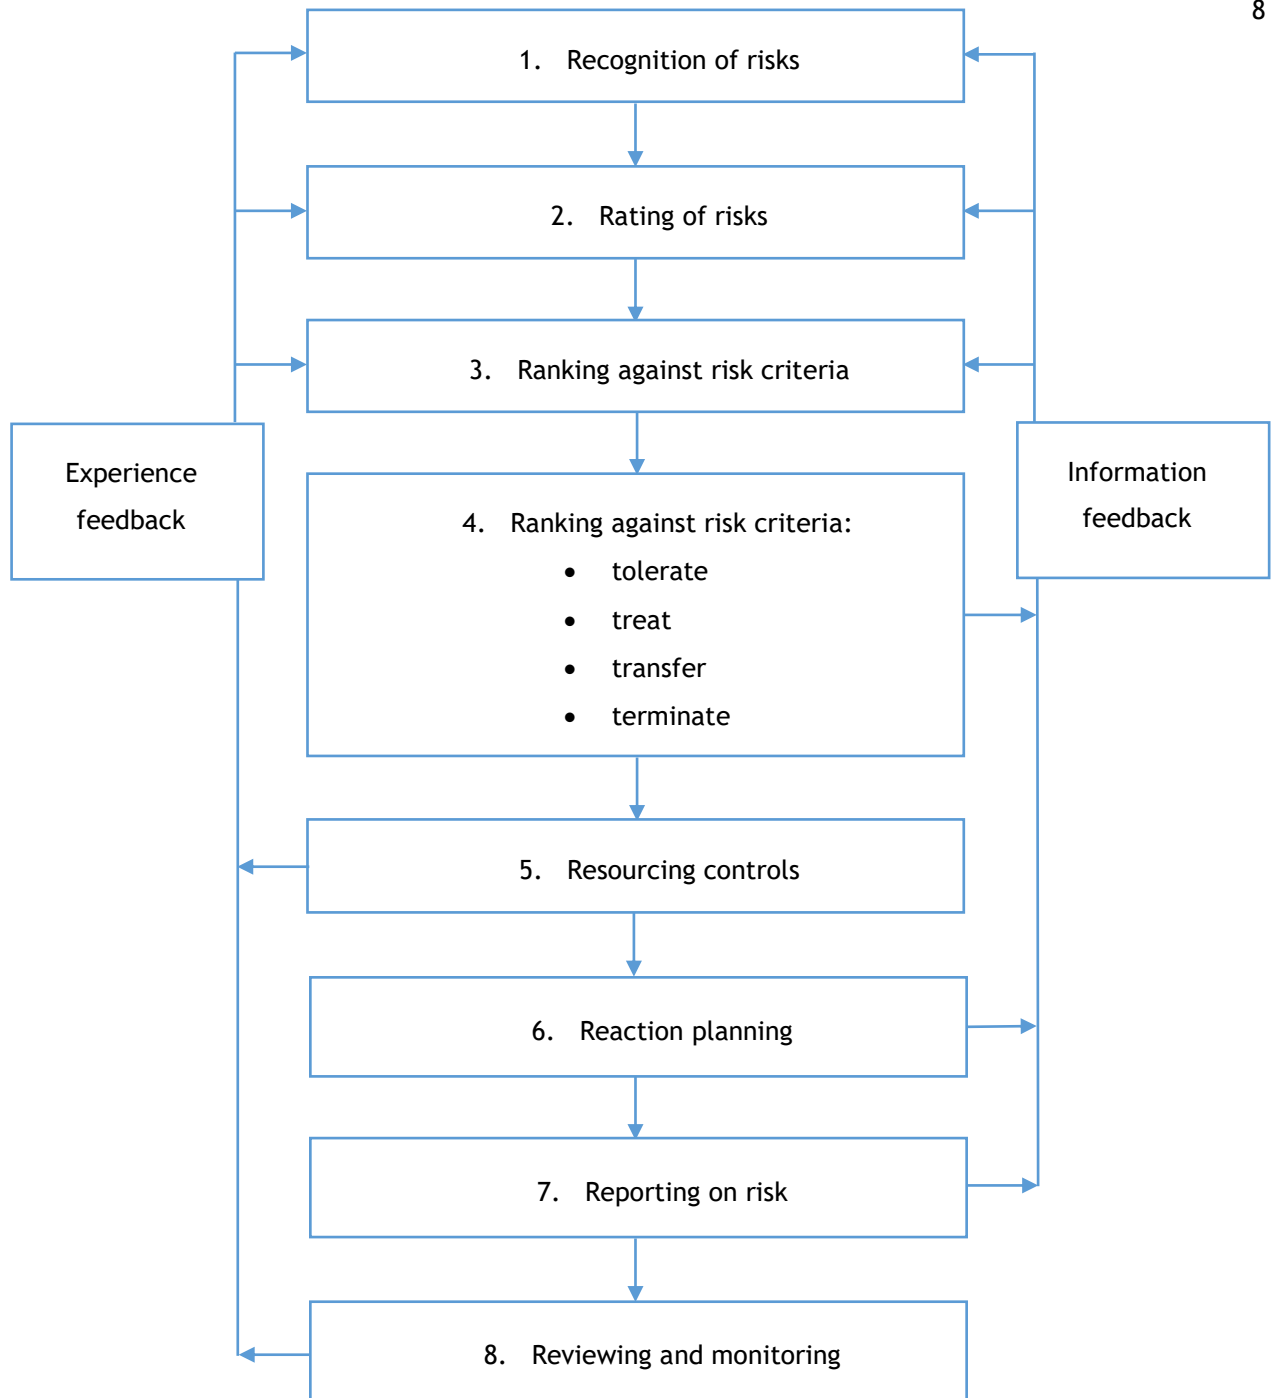 8
1. Recognition of risks
2. Rating of risks
3. Ranking against risk criteria
Experience
feedback
Information
feedback
4. Ranking against risk criteria:
• tolerate
• treat
• transfer
• terminate
5. Resourcing controls
6. Reaction planning
7. Reporting on risk
8. Reviewing and monitoring